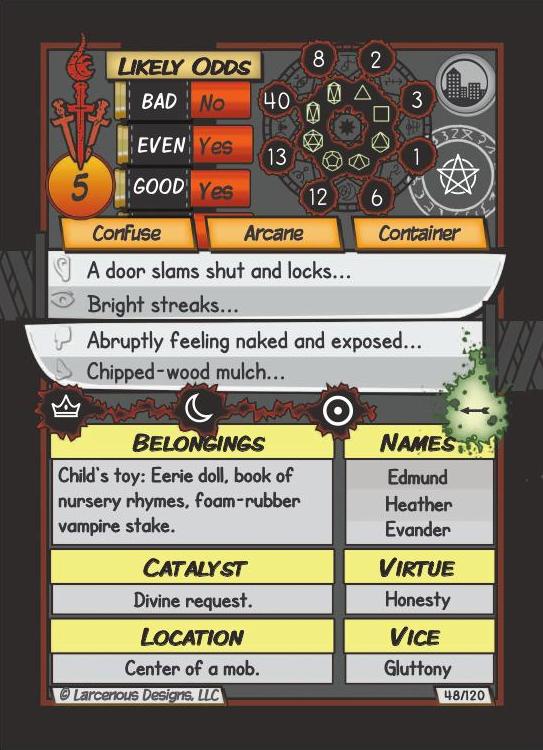 LIKELY ODDS
BAD No
EVEN Yes
GOOD Yes
5
8
2
40
3
13
1
12
6
Confuse
Arcane
Container
A door slams shut and locks...
Bright streaks...
Abruptly feeling naked and exposed...
Chipped-wood mulch...
BELONGINGS
Child's toy: Eerie doll, book of
nursery rhymes, foam-rubber
vampire stake.
NAMES
Edmund
Heather
Evander
CATALYST
Divine request.
VIRTUE
Honesty
LOCATION
Center of a mob.
VICE
Gluttony
© Larcenous Designs, LLC
48/120